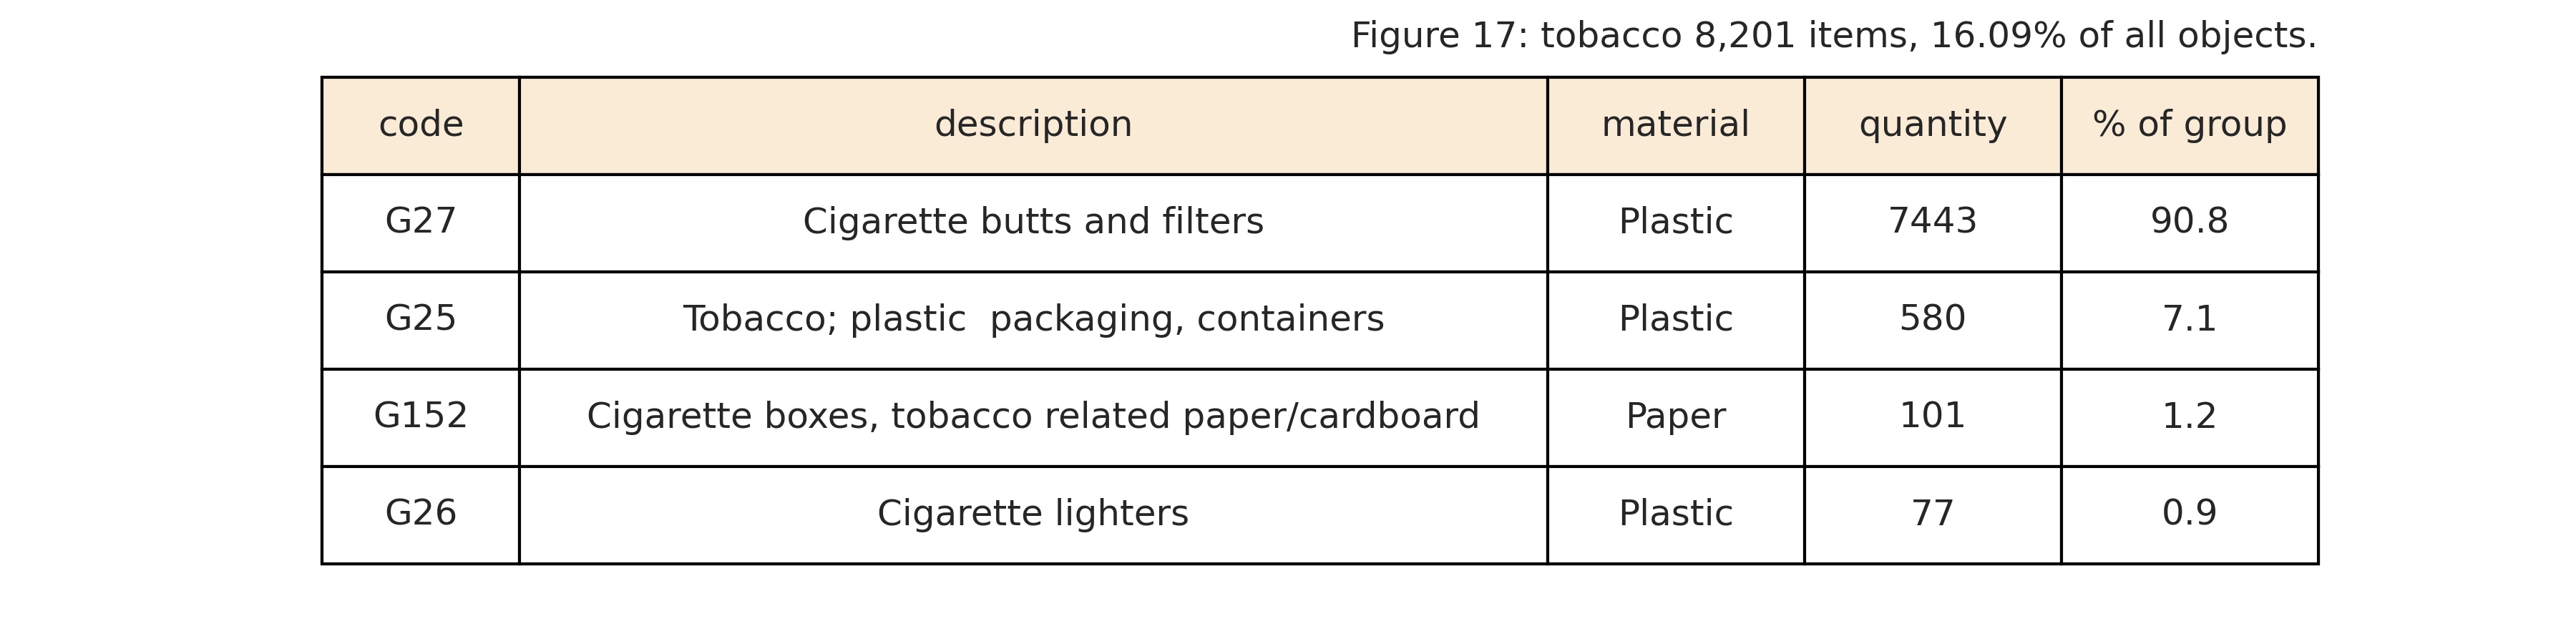 Figure 17: tobacco 8,201 items, 16.09% of all objects.
code description material quantity % of group
G27 Cigarette butts and filters Plastic 7443 90.8
G25 Tobacco; plastic  packaging, containers Plastic 580 7.1
G152 Cigarette boxes, tobacco related paper/cardboard Paper 101 1.2
G26 Cigarette lighters Plastic 77 0.9